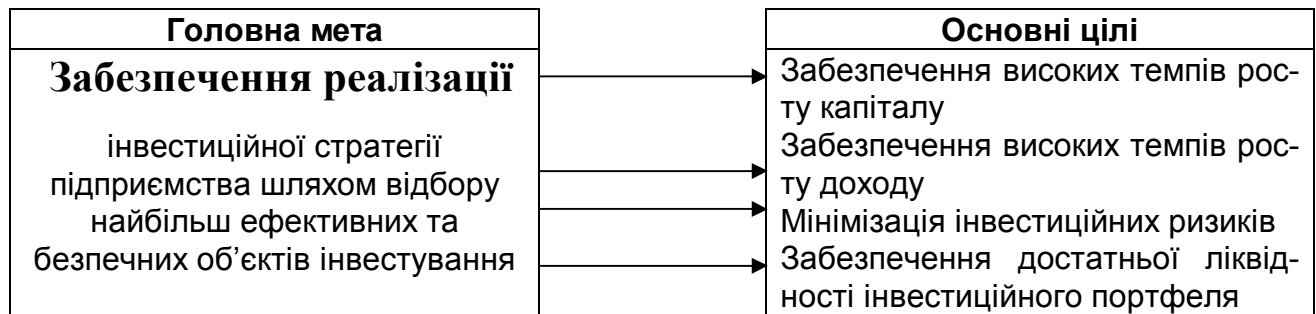 Головна мета
Забезпечення реалізації
інвестиційної стратегії
підприємства шляхом відбору
найбільш ефективних та
безпечних об’єктів інвестування
Основні цілі
Забезпечення високих темпів рос-
ту капіталу
Забезпечення високих темпів рос-
ту доходу
Мінімізація інвестиційних ризиків
Забезпечення достатньої ліквід-
ності інвестиційного портфеля